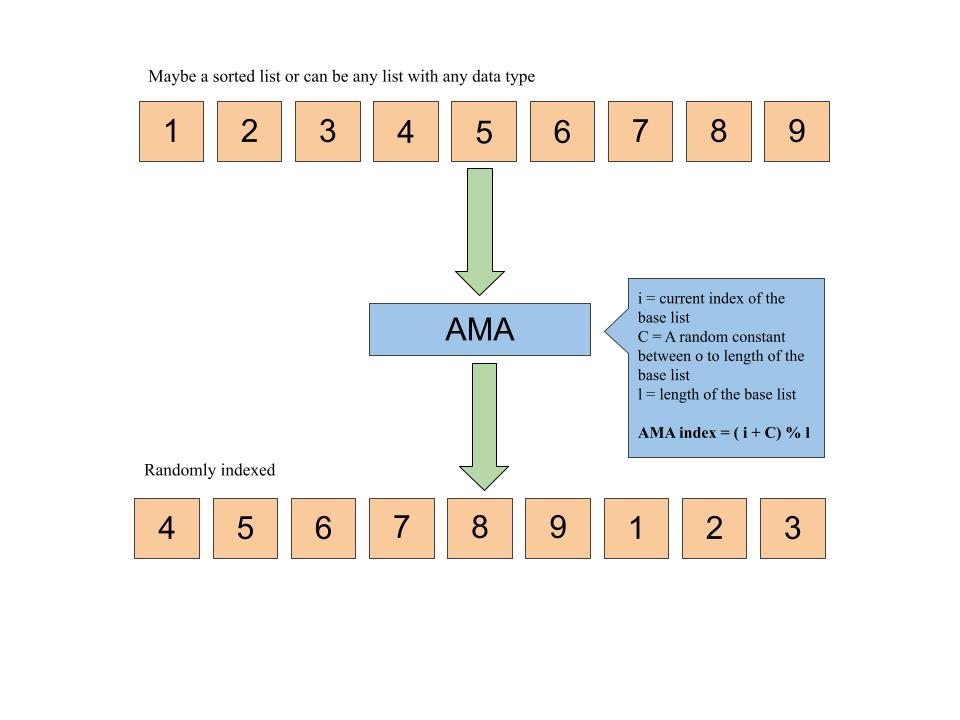 Maybe a sorted list or can be any list with any data type
1 2 3 4 5 6 7 8 9
AMA
i = current index of the
base list
C = A random constant
between o to length of the
base list
l = length of the base list
AMA index = ( i + C) % l
Randomly indexed
4 5 6 7 8 9 1 2 3